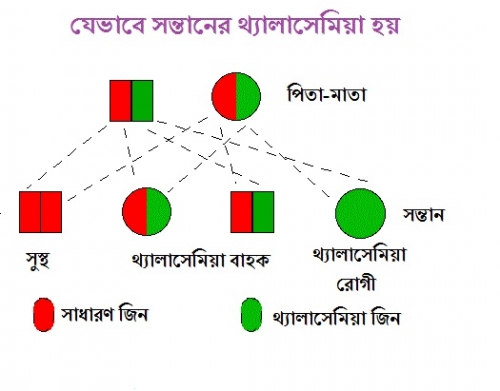 যেভাবে সন্তানের থ্যালাসেমিয়া হয়
পিতা-মাতা
সন্তান
সুস্থ
থ্যালাসেমিয়া বাহক
থ্যালাসেমিয়া
রোগী
সাধারণ জিন
থ্যালাসেমিয়া জিন